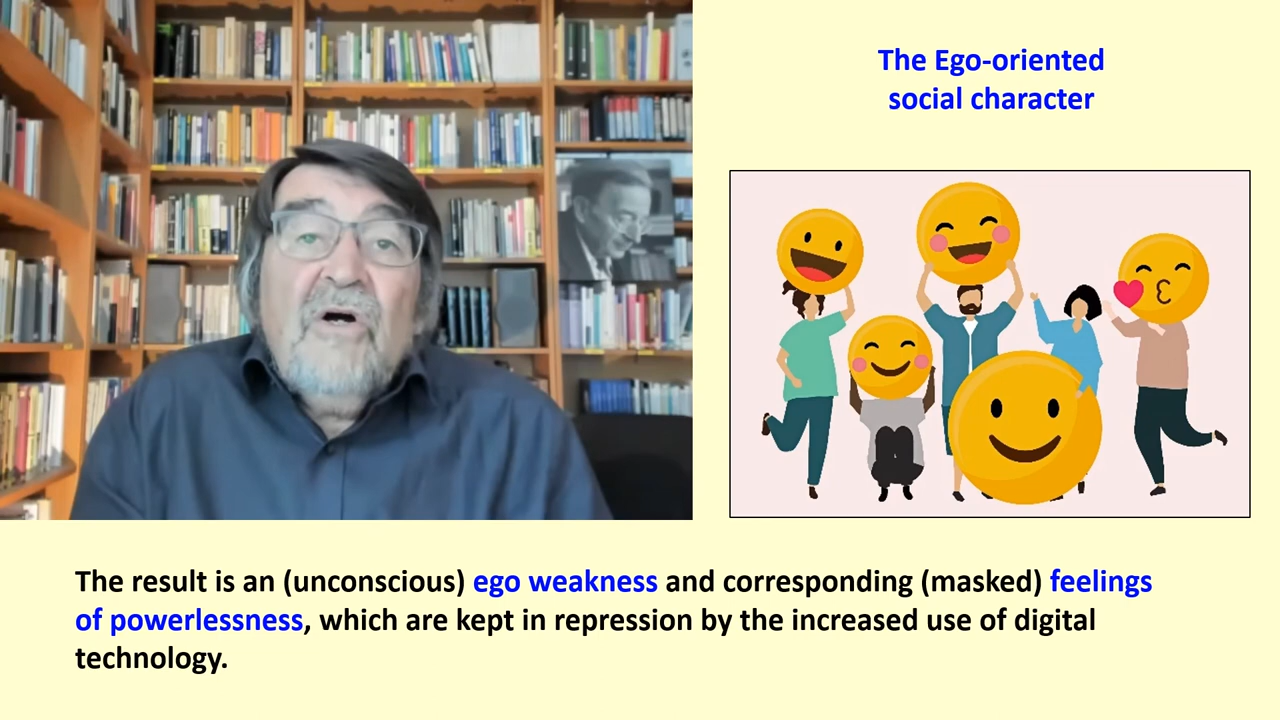 The Ego-oriented
social character
The result is an (unconscious) ego weakness and corresponding (masked) feelings
of powerlessness, which are kept in repression by the increased use of digital
technology.